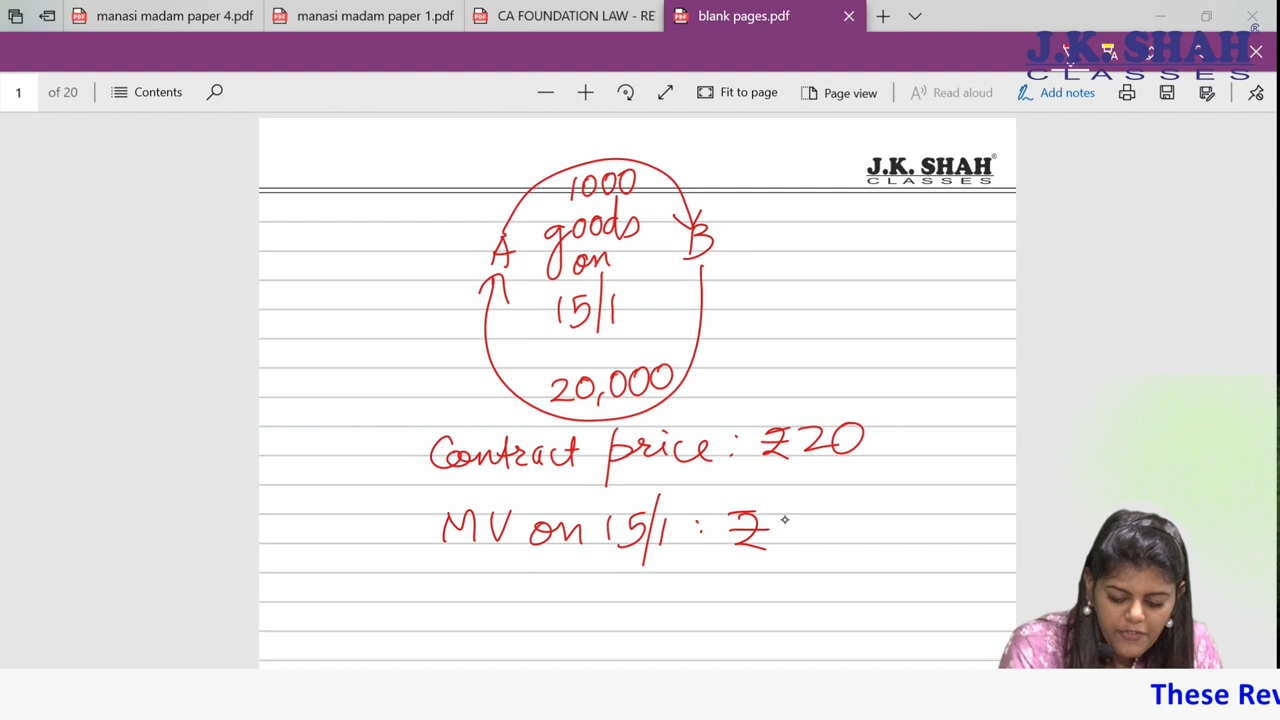 manasi madam paper 4.pdf
manasi madam paper 1.pdf
CA FOUNDATION LAW - RE
blank pages.pdf
J.K. SHAH®
CLASSES
1 of 20
Contents
Fit to page
Page view
Read aloud
Add notes
J.K. SHAH®
CLASSES
1000
goods
A
B
on
15/1
20,000
Contract price: ₹20
MV on 15/1: ₹
These Rev